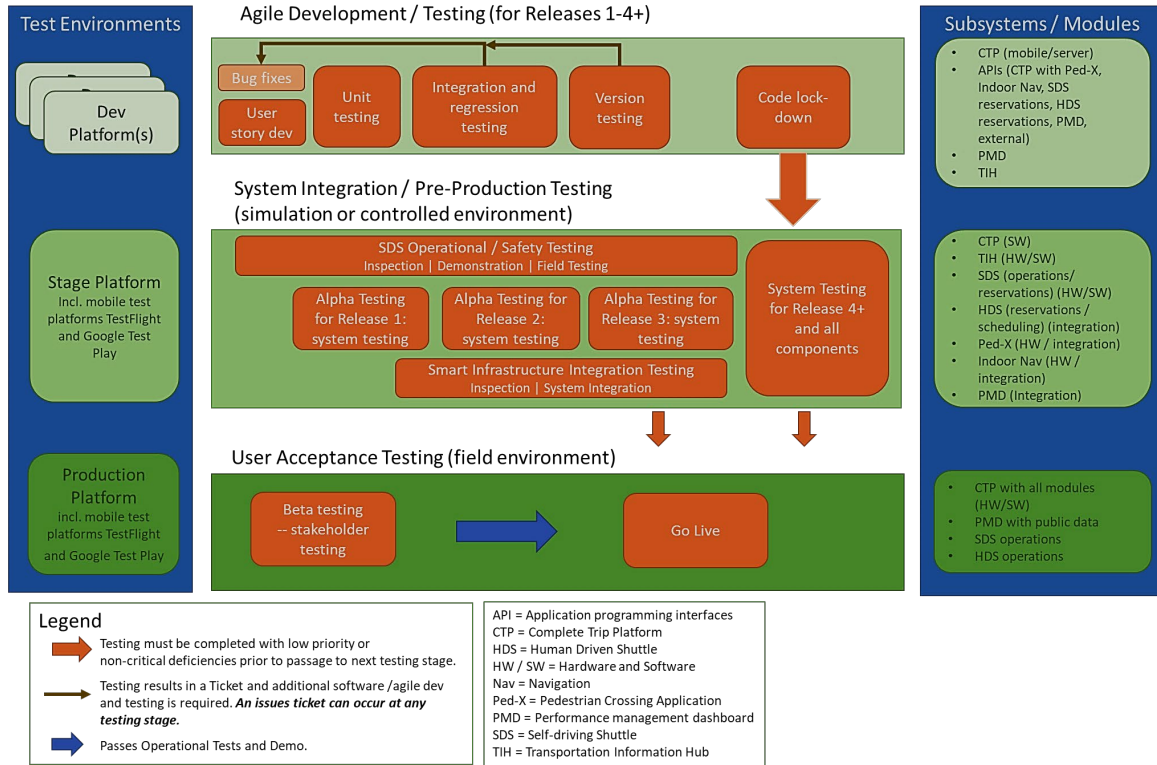 Test Environments
Dev
Platform(s)
Stage Platform
Incl. mobile test
platforms TestFlight
and Google Test
Play
Production
Platform
incl. mobile test
platforms TestFlight
and Google Test Play
Agile Development / Testing (for Releases 1-4+)
Bug fixes
User
story dev
Unit
testing
Integration and
regression
testing
Version
testing
Code lock-
down
System Integration / Pre-Production Testing
(simulation or controlled environment)
SDS Operational / Safety Testing
Inspection | Demonstration | Field Testing
Alpha Testing
for Release 1:
system testing
Alpha Testing for
Release 2:
system testing
Alpha Testing for
Release 3: system
testing
Smart Infrastructure Integration Testing
Inspection | System Integration
System Testing
for Release 4+
and all
components
User Acceptance Testing (field environment)
Beta testing
-- stakeholder
testing
Go Live
Subsystems / Modules
• CTP (mobile/server)
• APIs (CTP with Ped-X,
Indoor Nav, SDS
reservations, HDS
reservations, PMD,
external)
• PMD
• TIH
• CTP (SW)
• TIH (HW/SW)
• SDS (operations/
reservations) (HW/SW)
• HDS (reservations /
scheduling) (integration)
• Ped-X (HW / integration)
• Indoor Nav (HW /
integration)
• PMD (Integration)
• CTP with all modules
(HW/SW)
• PMD with public data
• SDS operations
• HDS operations
Legend
Testing must be completed with low priority or
non-critical deficiencies prior to passage to next testing stage.
Testing results in a Ticket and additional software /agile dev
and testing is required. An issues ticket can occur at any
testing stage.
Passes Operational Tests and Demo.
API = Application programming interfaces
CTP = Complete Trip Platform
HDS = Human Driven Shuttle
HW / SW = Hardware and Software
Nav = Navigation
Ped-X = Pedestrian Crossing Application
PMD = Performance management dashboard
SDS = Self-driving Shuttle
TIH = Transportation Information Hub